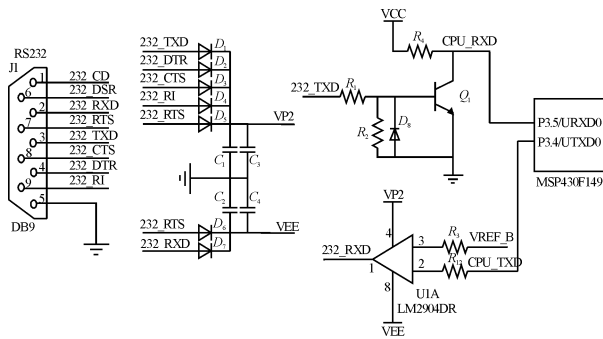 RS232
J1
1 232_CD
6 232_DSR
2 232_RXD
7 232_RTS
3 232_TXD
8 232_CTS
4 232_DTR
9 232_RI
5
DB9
232_TXD D1
232_DTR D2
232_CTS D3
232_RI D4
232_RTS D5
VP2
C1 C3
C2 C4
232_RTS D6
VEE
232_RXD D7
VCC
R4
CPU_RXD
232_TXD R1
Q1
R2
D8
P3.5/URXD0
P3.4/UTXD0
MSP430F149
VP2
4
232_RXD
1
3 R3 VREF_B
2 R12 CPU_TXD
8
U1A
LM2904DR
VEE